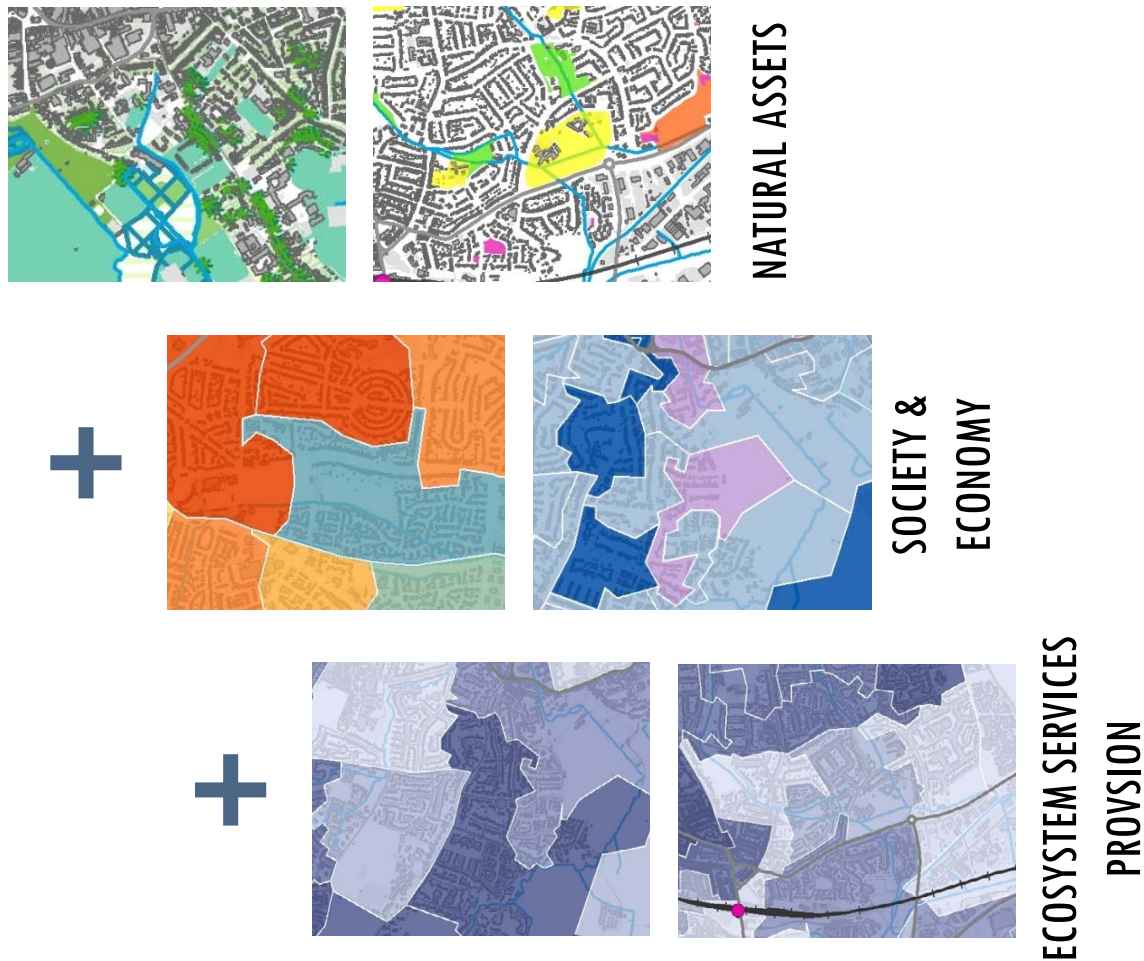 NATURAL ASSETS
+
SOCIETY &
ECONOMY
+
ECOSYSTEM SERVICES
PROVSION